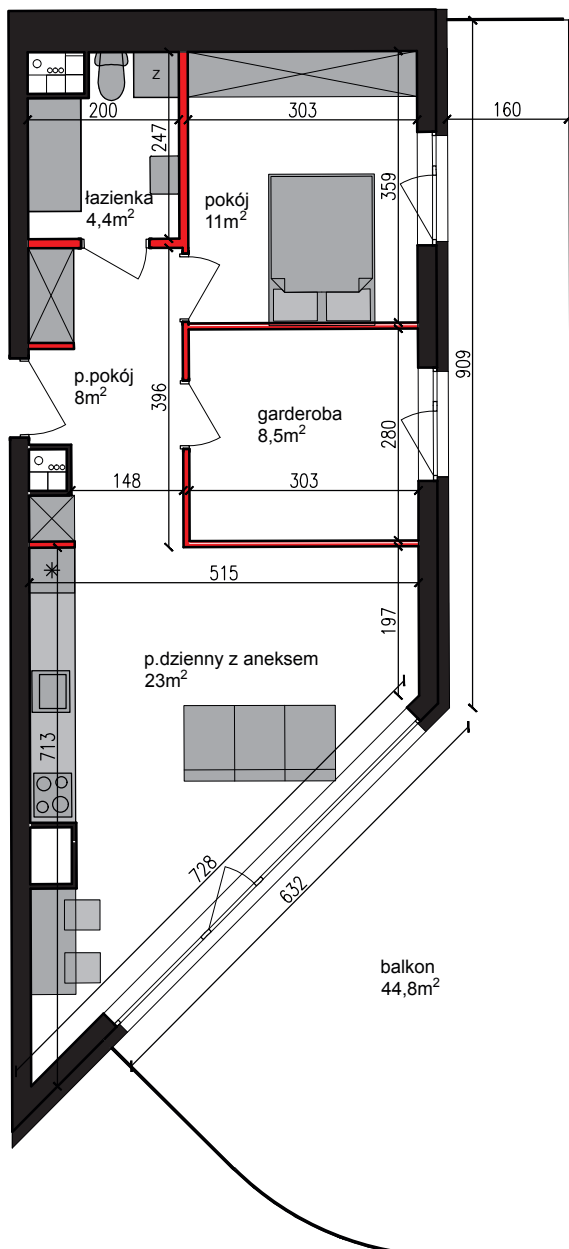 z
200
303
160
247
359
łazienka
4,4m²
pokój
11m²
909
p.pokój
8m²
396
garderoba
8,5m²
280
148
303
515
197
p.dzienny z aneksem
23m²
713
728
632
balkon
44,8m²